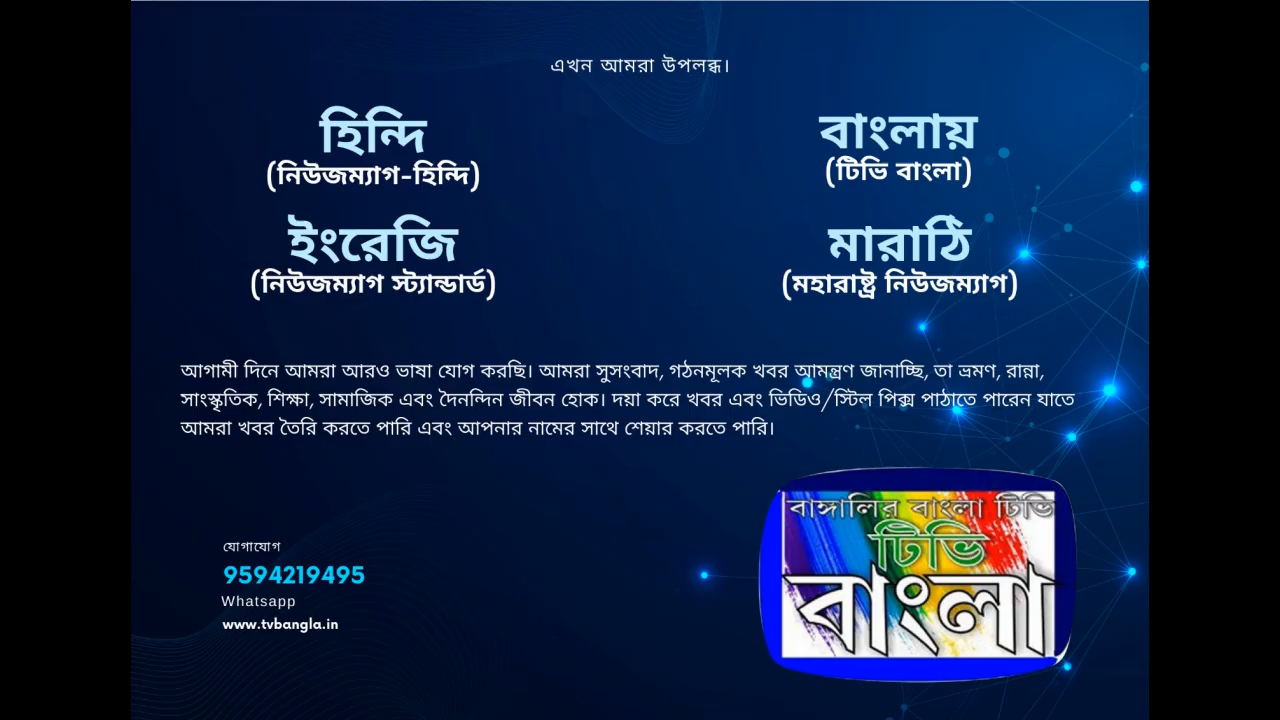 এখন আমরা উপলব্ধ।
হিন্দি
(নিউজম্যাগ-হিন্দি)
বাংলায়
(টিভি বাংলা)
ইংরেজি
(নিউজম্যাগ স্ট্যান্ডার্ড)
মারাঠি
(মহারাষ্ট্র নিউজম্যাগ)
আগামী দিনে আমরা আরও ভাষা যোগ করছি। আমরা সুসংবাদ, গঠনমূলক খবর আমন্ত্রণ জানাচ্ছি, তা ভ্রমণ, রান্না,
সাংস্কৃতিক, শিক্ষা, সামাজিক এবং দৈনন্দিন জীবন হোক। দয়া করে খবর এবং ভিডিও/স্টিল পিক্স পাঠাতে পারেন যাতে
আমরা খবর তৈরি করতে পারি এবং আপনার নামের সাথে শেয়ার করতে পারি।
যোগাযোগ
9594219495
Whatsapp
www.tvbangla.in
বাঙ্গালির বাংলা টিভি
টিভি
বাংলা